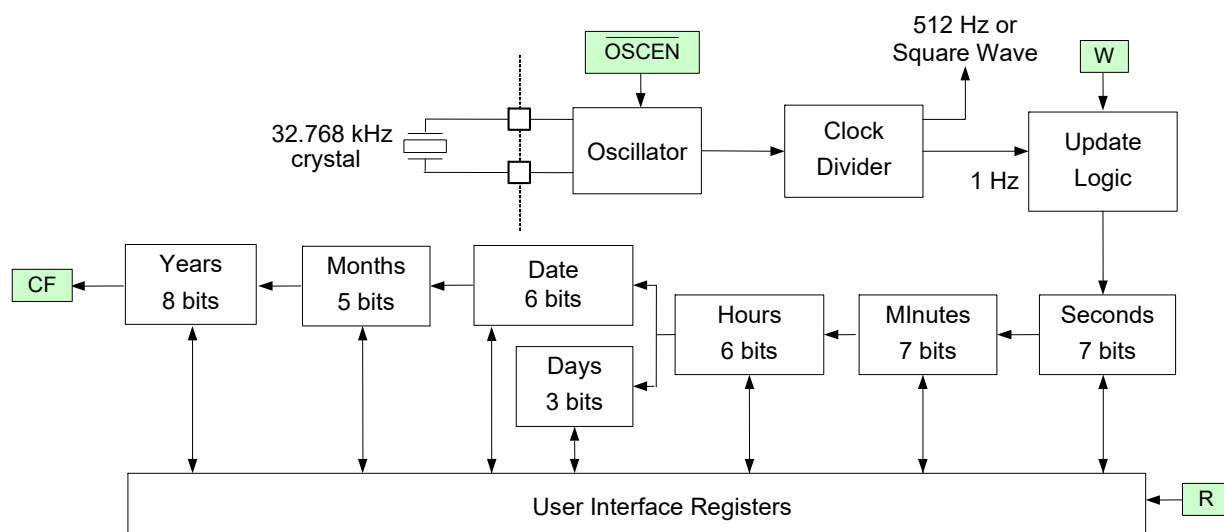 512 Hz or
Square Wave
OSCEN
W
32.768 kHz
crystal
Oscillator
Clock
Divider
1 Hz
Update
Logic
CF
Years
8 bits
Months
5 bits
Date
6 bits
Days
3 bits
Hours
6 bits
MInutes
7 bits
Seconds
7 bits
User Interface Registers
R